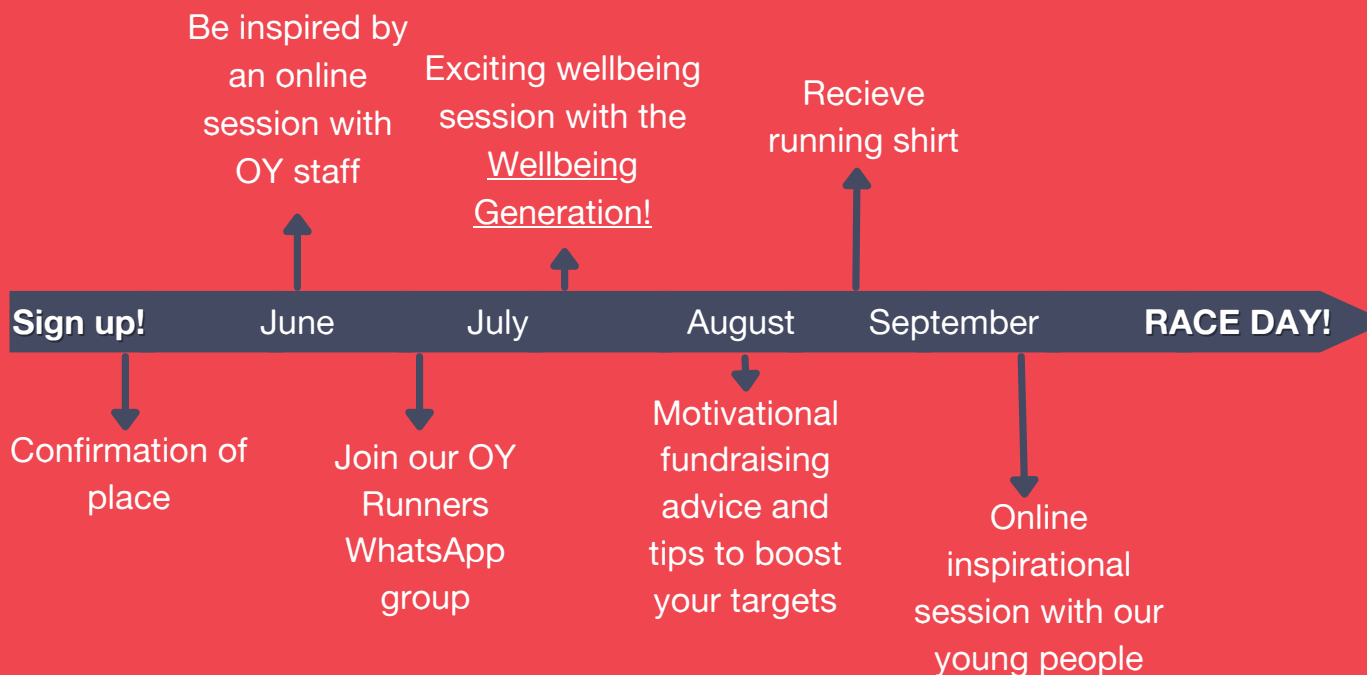 Be inspired by
an online
session with
OY staff
Exciting wellbeing
session with the
Wellbeing
Generation!
Recieve
running shirt
Sign up!
June
July
August
September
RACE DAY!
Confirmation of
place
Join our OY
Runners
WhatsApp
group
Motivational
fundraising
advice and
tips to boost
your targets
Online
inspirational
session with our
young people